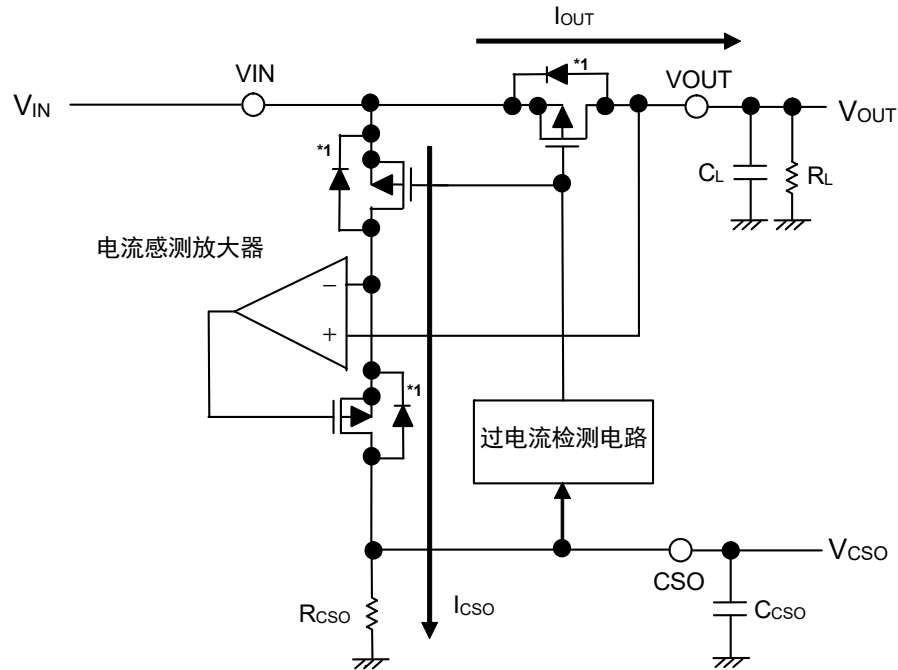 IOUT
VIN
*1
VOUT
VIN
VOUT
*1
CL
RL
电流感测放大器
−
+
*1
过电流检测电路
VCSO
CSO
RCSO
ICSO
CCSO